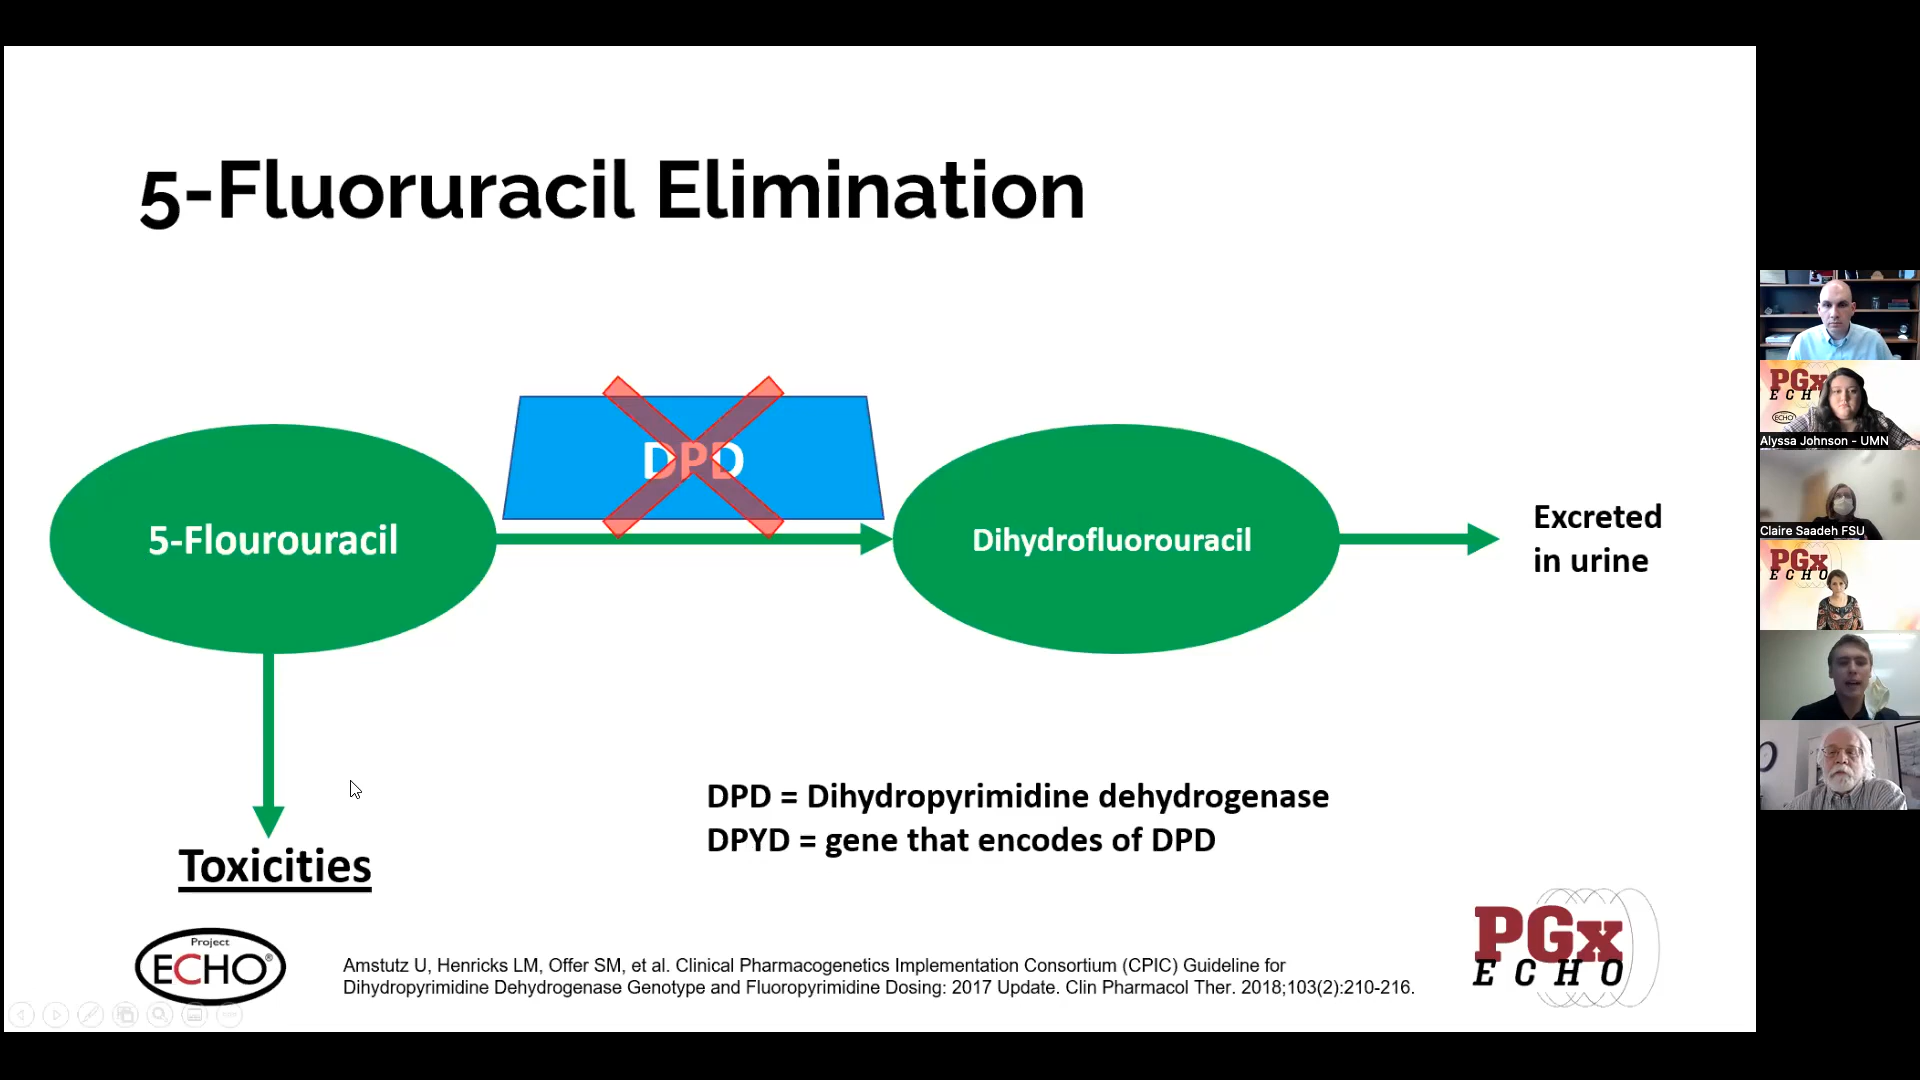 5-Fluoruracil Elimination
DPD
5-Flourouracil
Dihydrofluorouracil
Excreted
in urine
Toxicities
DPD = Dihydropyrimidine dehydrogenase
DPYD = gene that encodes of DPD
Project
ECHO®
Amstutz U, Henricks LM, Offer SM, et al. Clinical Pharmacogenetics Implementation Consortium (CPIC) Guideline for
Dihydropyrimidine Dehydrogenase Genotype and Fluoropyrimidine Dosing: 2017 Update. Clin Pharmacol Ther. 2018;103(2):210-216.
PGx
ECHO
PGx
ECH
ECHO
Alyssa Johnson - UMN
Claire Saadeh FSU
PGx
ECHO